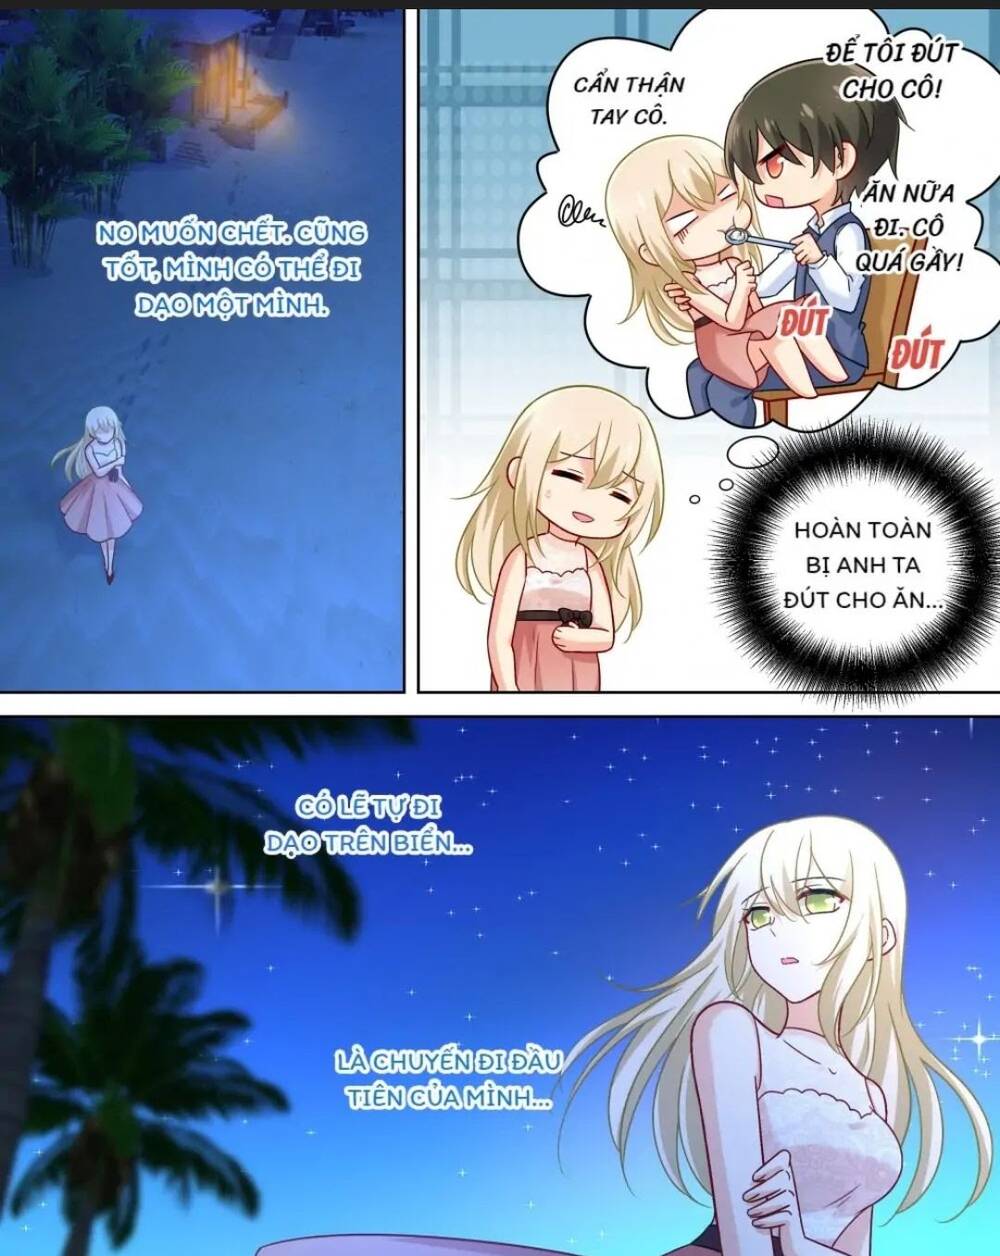 NO MUỐN CHẾT. CŨNG
TỐT, MÌNH CÓ THỂ ĐI
DẠO MỘT MÌNH.
ĐỂ TÔI ĐÚT
CHO CÔ!
CẨN THẬN
TAY CÔ.
ĂN NỮA
ĐI. CÔ
QUÁ GẦY!
ĐÚT
ĐÚT
HOÀN TOÀN
BỊ ANH TA
ĐÚT CHO ĂN...
CÓ LẼ TỰ ĐI
DẠO TRÊN BIỂN...
LÀ CHUYẾN ĐI ĐẦU
TIÊN CỦA MÌNH...